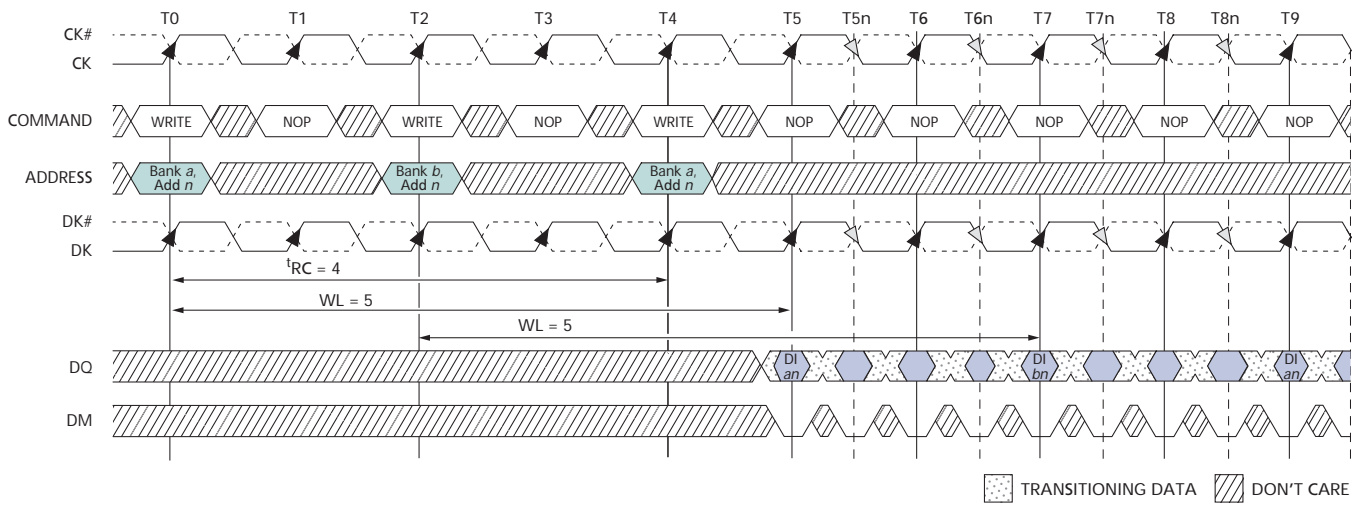 T0 T1 T2 T3 T4 T5 T5n T6 T6n T7 T7n T8 T8n T9
CK#
CK
COMMAND WRITE NOP WRITE NOP WRITE NOP NOP NOP NOP NOP
ADDRESS Bank a, Add n Bank b, Add n Bank a, Add n
DK#
DK
tRC = 4
WL = 5
WL = 5
DQ DI an DI bn DI an
DM
TRANSITIONING DATA DON'T CARE